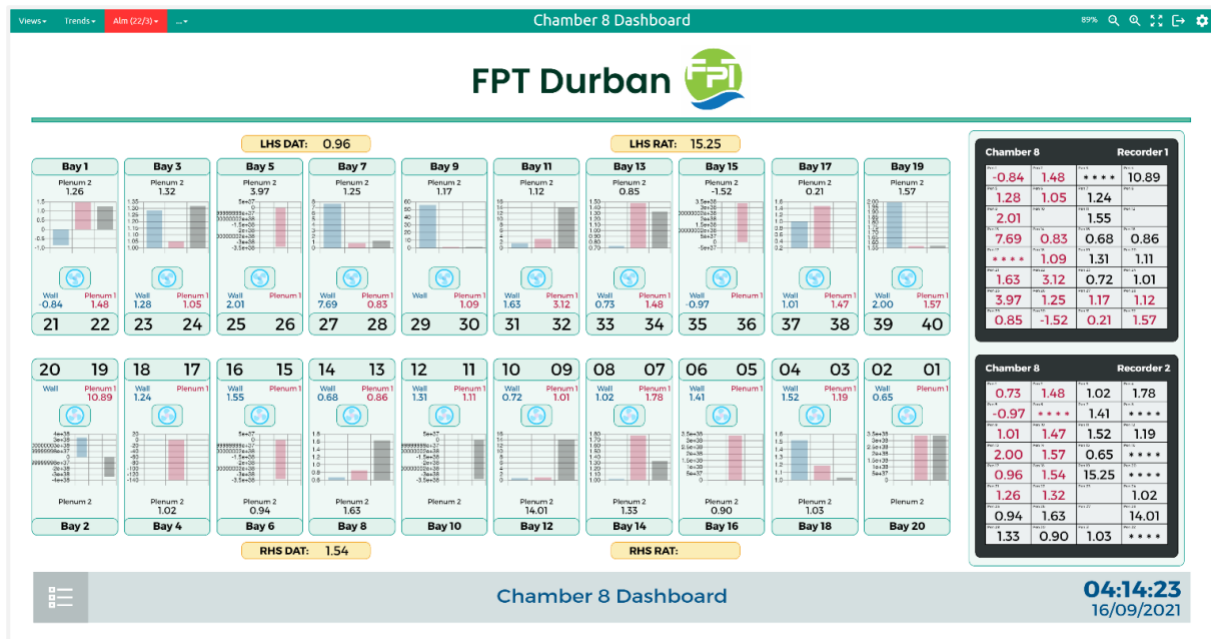 Views Trends Alm (22/3) ... Chamber 8 Dashboard 89%
FPT Durban FPT
LHS DAT: 0.96 LHS RAT: 15.25
Bay 1 Bay 3 Bay 5 Bay 7 Bay 9 Bay 11 Bay 13 Bay 15 Bay 17 Bay 19
Plenum 2 Plenum 2 Plenum 2 Plenum 2 Plenum 2 Plenum 2 Plenum 2 Plenum 2 Plenum 2 Plenum 2
1.26 1.32 3.97 1.25 1.17 1.12 0.85 -1.52 0.21 1.57
Wall Plenum 1 Wall Plenum 1 Wall Plenum 1 Wall Plenum 1 Wall Plenum 1 Wall Plenum 1 Wall Plenum 1 Wall Plenum 1 Wall Plenum 1 Wall Plenum 1
-0.84 1.48 1.28 1.05 2.01 7.69 0.83 1.09 1.63 3.12 0.73 1.48 -0.97 1.01 1.47 2.00 1.57
21 22 23 24 25 26 27 28 29 30 31 32 33 34 35 36 37 38 39 40
20 19 18 17 16 15 14 13 12 11 10 09 08 07 06 05 04 03 02 01
Wall Plenum 1 Wall Plenum 1 Wall Plenum 1 Wall Plenum 1 Wall Plenum 1 Wall Plenum 1 Wall Plenum 1 Wall Plenum 1 Wall Plenum 1 Wall Plenum 1
10.89 1.24 1.55 0.68 0.86 1.31 1.11 0.72 1.01 1.02 1.78 1.41 1.52 1.19 0.65
Plenum 2 Plenum 2 Plenum 2 Plenum 2 Plenum 2 Plenum 2 Plenum 2 Plenum 2 Plenum 2 Plenum 2
1.02 0.94 1.63 14.01 1.33 0.90 1.03
Bay 2 Bay 4 Bay 6 Bay 8 Bay 10 Bay 12 Bay 14 Bay 16 Bay 18 Bay 20
RHS DAT: 1.54 RHS RAT:
Chamber 8 Recorder 1
-0.84 1.48 **** 10.89
1.28 1.05 1.24
2.01 1.55
7.69 0.83 0.68 0.86
**** 1.09 1.31 1.11
1.63 3.12 0.72 1.01
3.97 1.25 1.17 1.12
0.85 -1.52 0.21 1.57
Chamber 8 Recorder 2
0.73 1.48 1.02 1.78
-0.97 **** 1.41 ****
1.01 1.47 1.52 1.19
2.00 1.57 0.65 ****
0.96 1.54 15.25 ****
1.26 1.32 1.02
0.94 1.63 14.01
1.33 0.90 1.03 ****
Chamber 8 Dashboard
04:14:23
16/09/2021